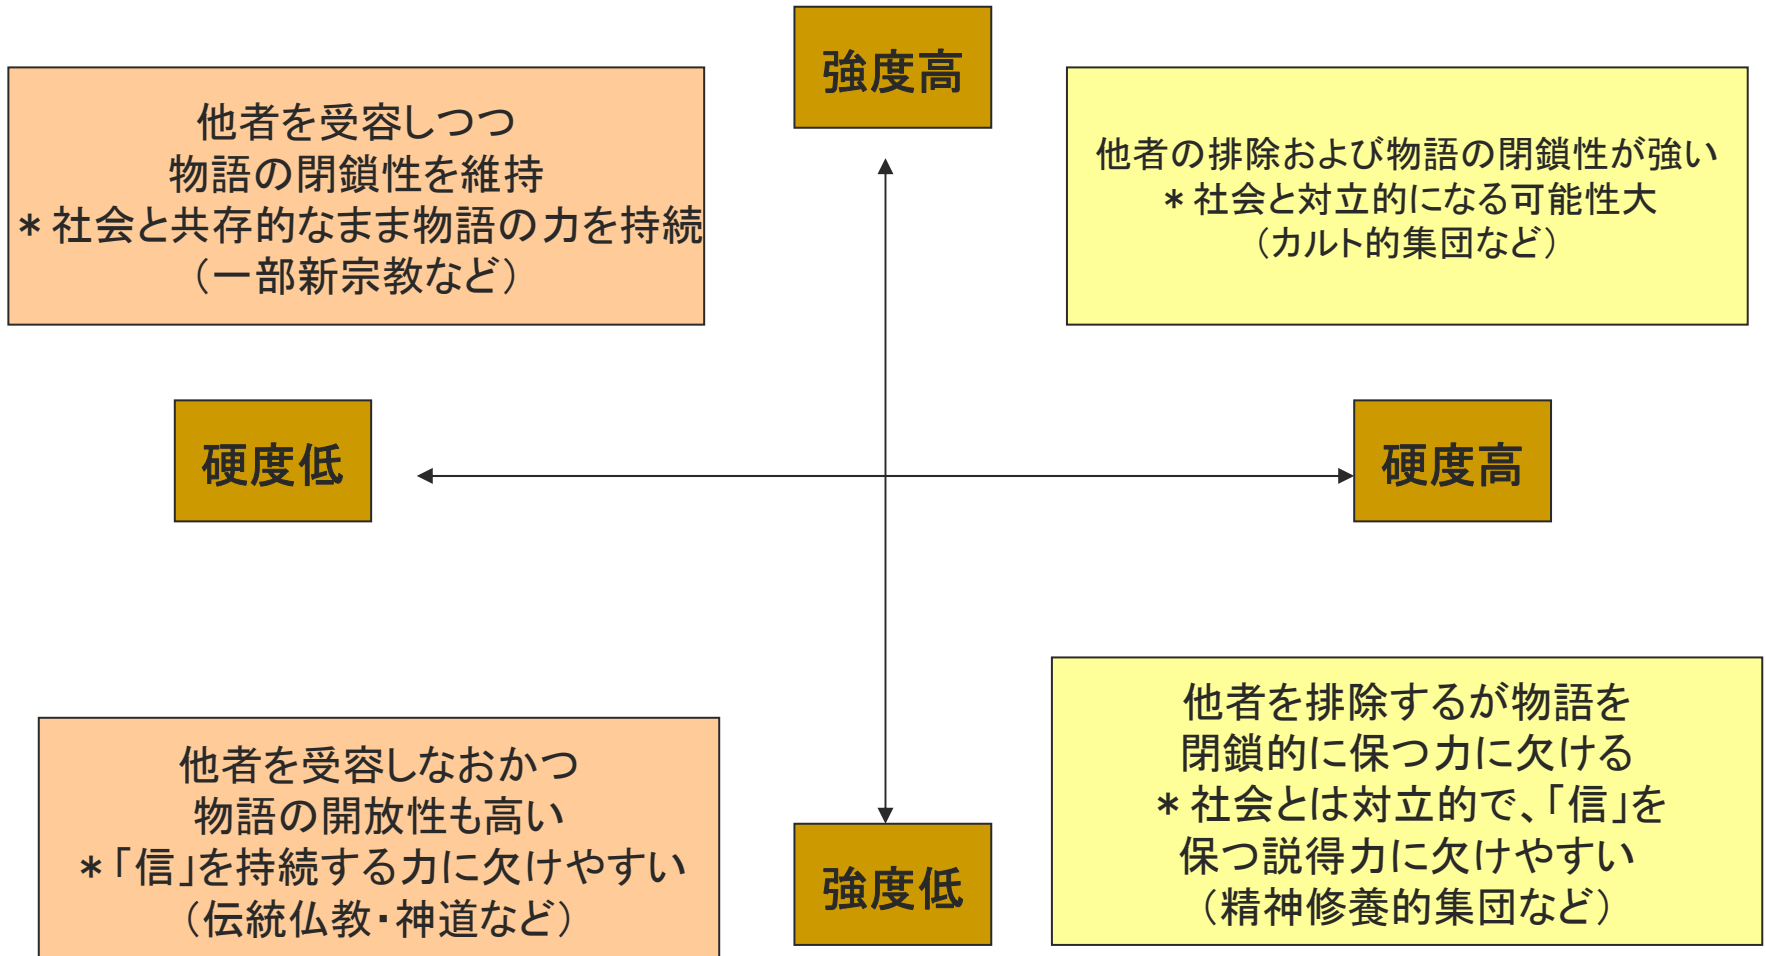 強度高
他者を受容しつつ
物語の閉鎖性を維持
*社会と共存的なまま物語の力を持続
(一部新宗教など)
他者の排除および物語の閉鎖性が強い
*社会と対立的になる可能性大
(カルト的集団など)
硬度低
硬度高
他者を受容しなおかつ
物語の開放性も高い
*「信」を持続する力に欠けやすい
(伝統仏教・神道など)
強度低
他者を排除するが物語を
閉鎖的に保つ力に欠ける
*社会とは対立的で、「信」を
保つ説得力に欠けやすい
(精神修養的集団など)